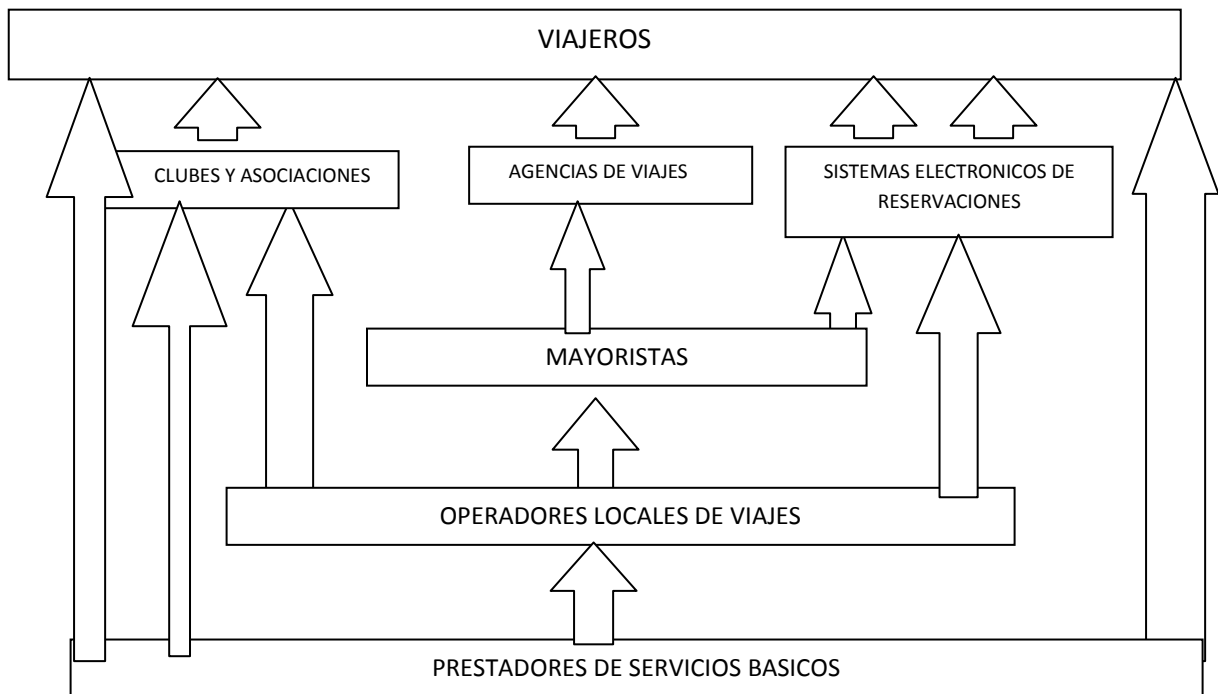 VIAJEROS
CLUBES Y ASOCIACIONES
AGENCIAS DE VIAJES
SISTEMAS ELECTRONICOS DE
RESERVACIONES
MAYORISTAS
OPERADORES LOCALES DE VIAJES
PRESTADORES DE SERVICIOS BASICOS